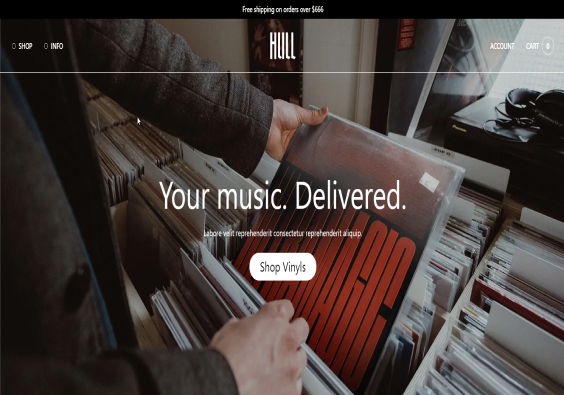 Free shipping on orders over $666
SHOP
INFO
HULL
ACCOUNT
CART 0
Your music. Delivered.
Labore velit reprehenderit consectetur reprehenderit aliquip.
Shop Vinyls